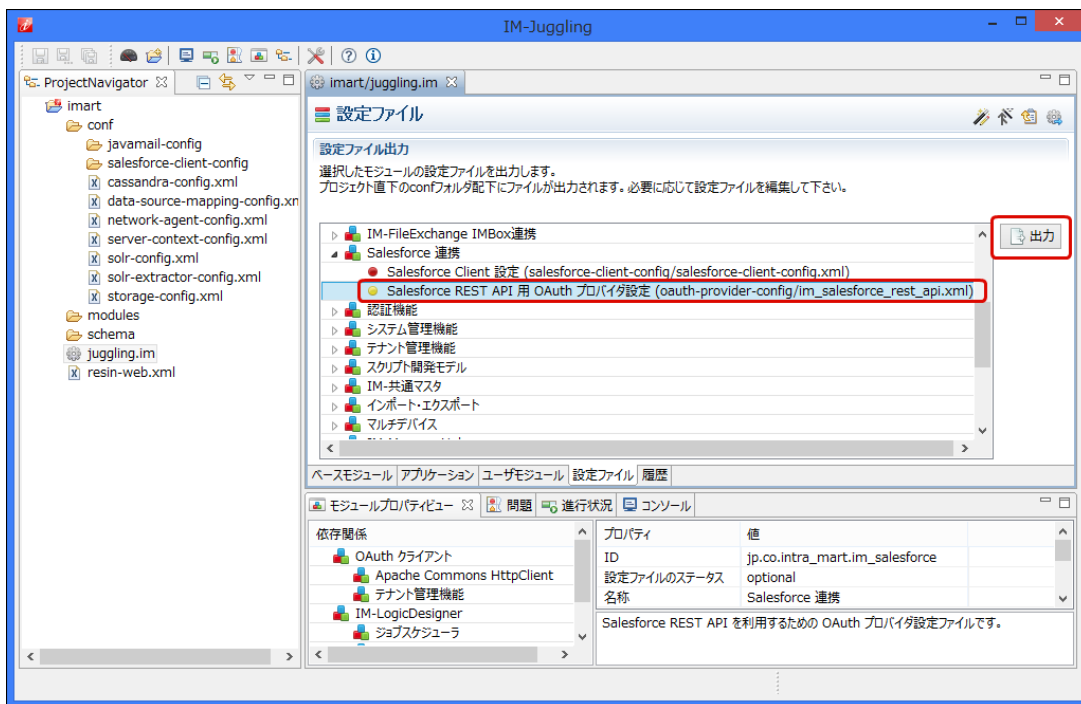 IM-Juggling
ProjectNavigator
imart
conf
javamail-config
salesforce-client-config
cassandra-config.xml
data-source-mapping-config.xn
network-agent-config.xml
server-context-config.xml
solr-config.xml
solr-extractor-config.xml
storage-config.xml
modules
schema
juggling.im
resin-web.xml
imart/juggling.im
設定ファイル
設定ファイル出力
選択したモジュールの設定ファイルを出力します。
プロジェクト直下のconfフォルダ配下にファイルが出力されます。必要に応じて設定ファイルを編集して下さい。
IM-FileExchange IMBox連携
Salesforce 連携
Salesforce Client 設定 (salesforce-client-config/salesforce-client-config.xml)
Salesforce REST API 用 OAuth プロバイダ設定 (oauth-provider-config/im_salesforce_rest_api.xml)
認証機能
システム管理機能
テナント管理機能
スクリプト開発モデル
IM-共通マスタ
インポート・エクスポート
マルチデバイス
出力
ベースモジュール アプリケーション ユーザモジュール 設定ファイル 履歴
モジュールプロパティビュー 問題 進行状況 コンソール
依存関係
OAuth クライアント
Apache Commons HttpClient
テナント管理機能
IM-LogicDesigner
ジョブスケジューラ
プロパティ 値
ID jp.co.intra_mart.im_salesforce
設定ファイルのステータス optional
名称 Salesforce 連携
Salesforce REST API を利用するための OAuth プロバイダ設定ファイルです。